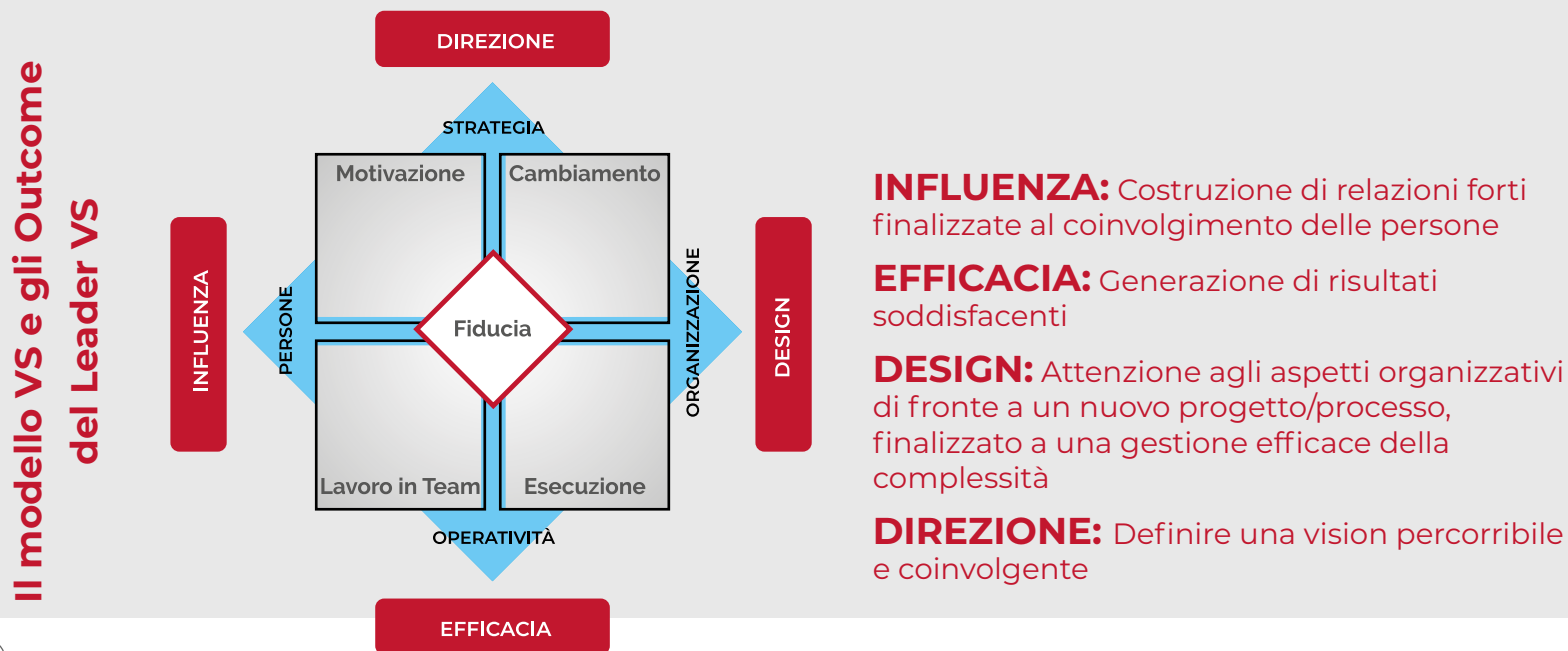 Il modello VS e gli Outcome
del Leader VS
DIREZIONE
STRATEGIA
Motivazione
Cambiamento
INFLUENZA
PERSONE
Fiducia
ORGANIZZAZIONE
DESIGN
Lavoro in Team
Esecuzione
OPERATIVITÀ
EFFICACIA
INFLUENZA: Costruzione di relazioni forti
finalizzate al coinvolgimento delle persone
EFFICACIA: Generazione di risultati
soddisfacenti
DESIGN: Attenzione agli aspetti organizzativi
di fronte a un nuovo progetto/processo,
finalizzato a una gestione efficace della
complessità
DIREZIONE: Definire una vision percorribile
e coinvolgente